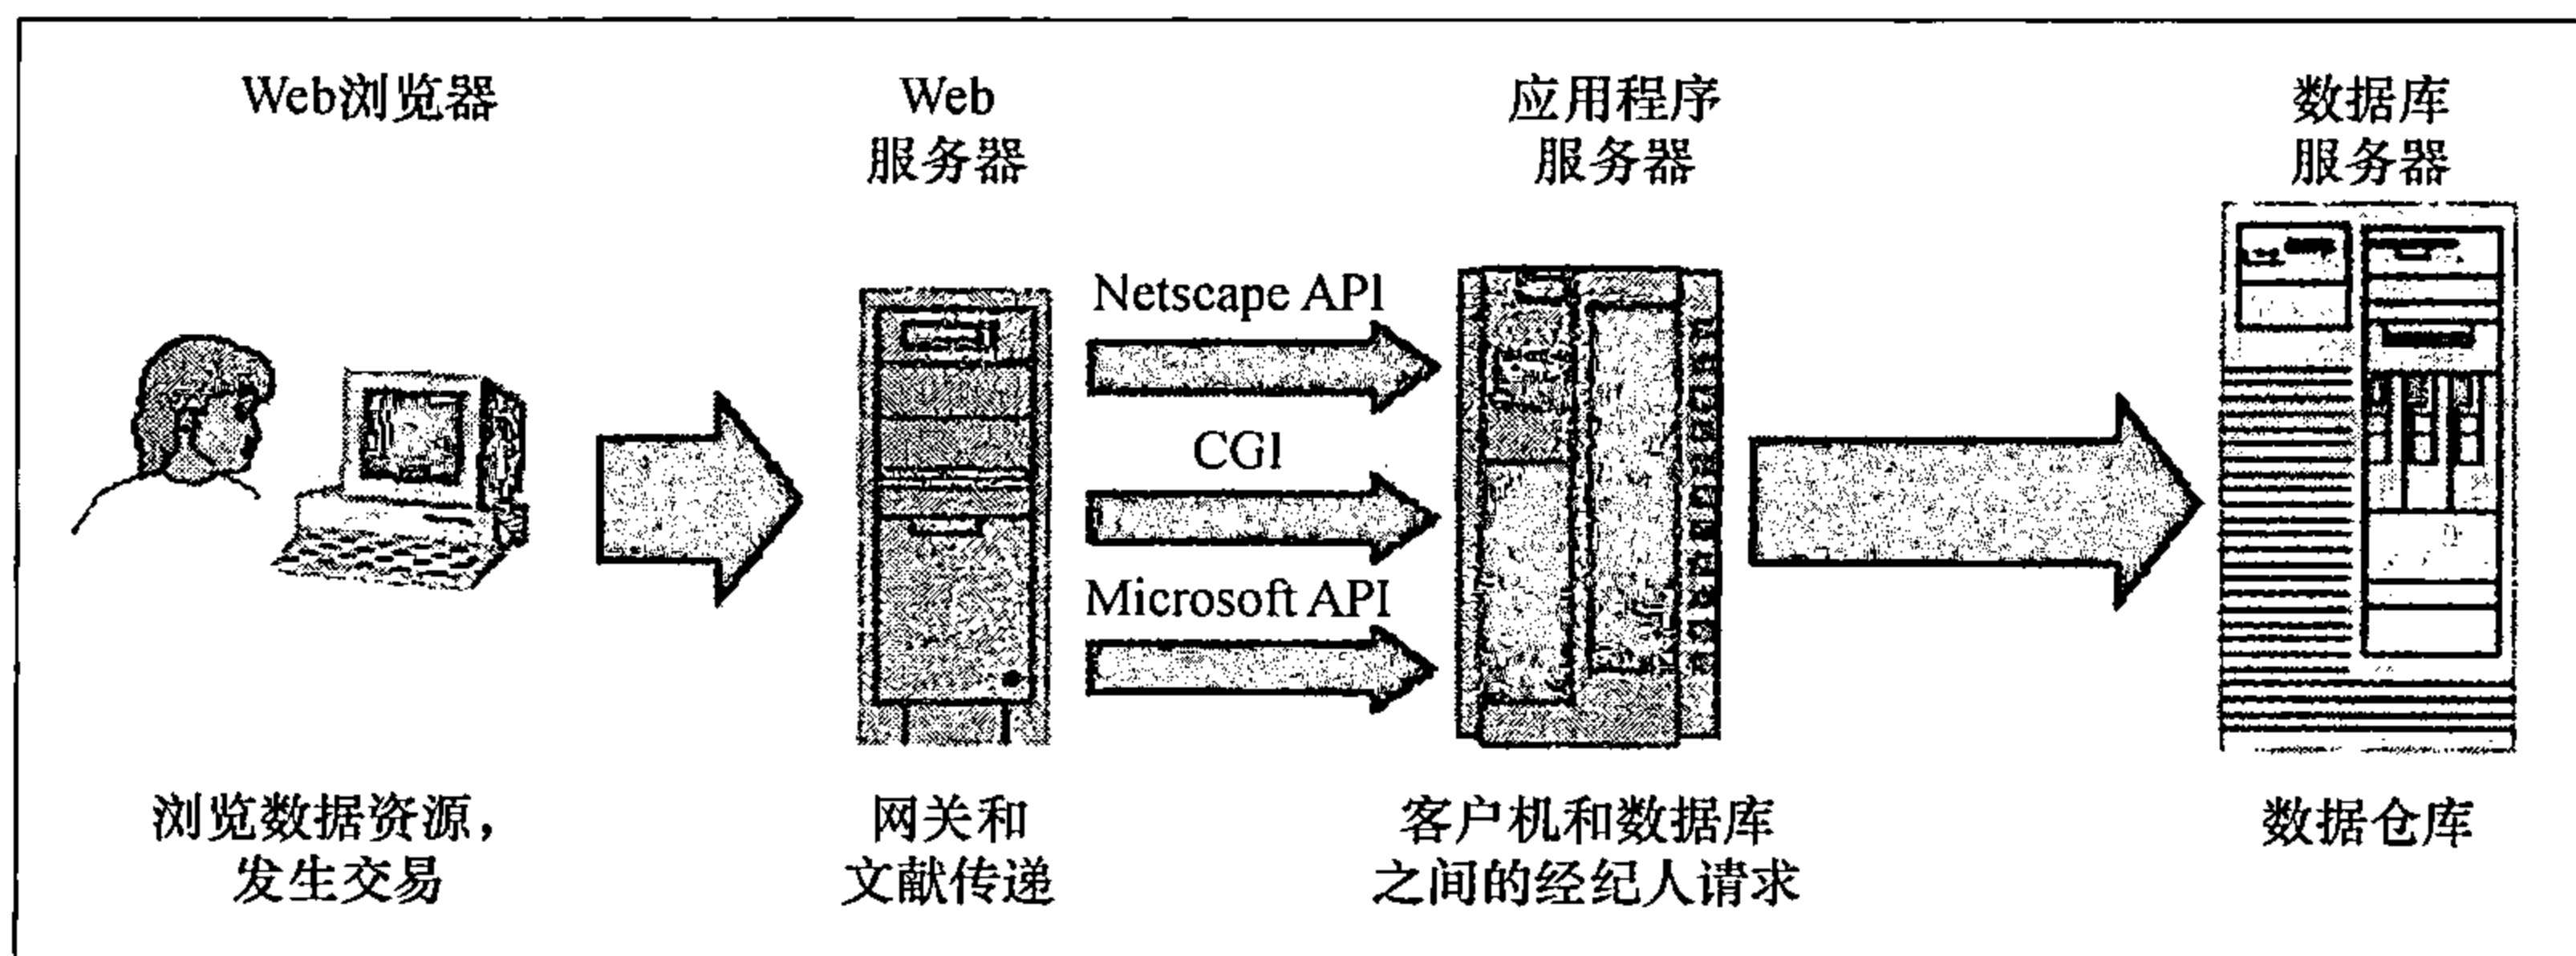 Web浏览器
Web
服务器
应用程序
服务器
数据库
服务器
Netscape API
CGI
Microsoft API
浏览数据资源，
发生交易
网关和
文献传递
客户机和数据库
之间的经纪人请求
数据仓库